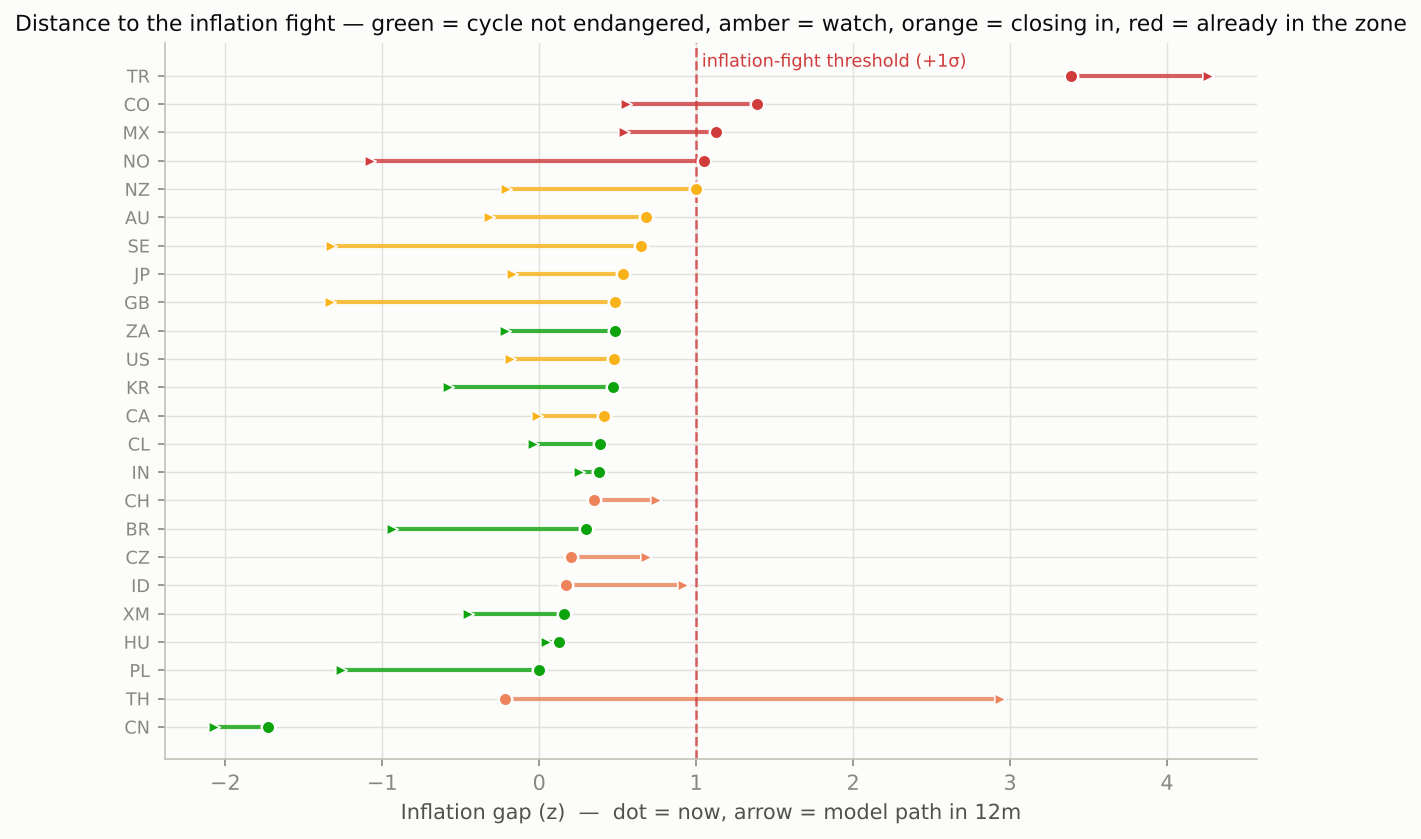 Distance to the inflation fight — green = cycle not endangered, amber = watch, orange = closing in, red = already in the zone
inflation-fight threshold (+1σ)
TR
CO
MX
NO
NZ
AU
SE
JP
GB
ZA
US
KR
CA
CL
IN
CH
BR
CZ
ID
XM
HU
PL
TH
CN
−2 −1 0 1 2 3 4
Inflation gap (z) — dot = now, arrow = model path in 12m